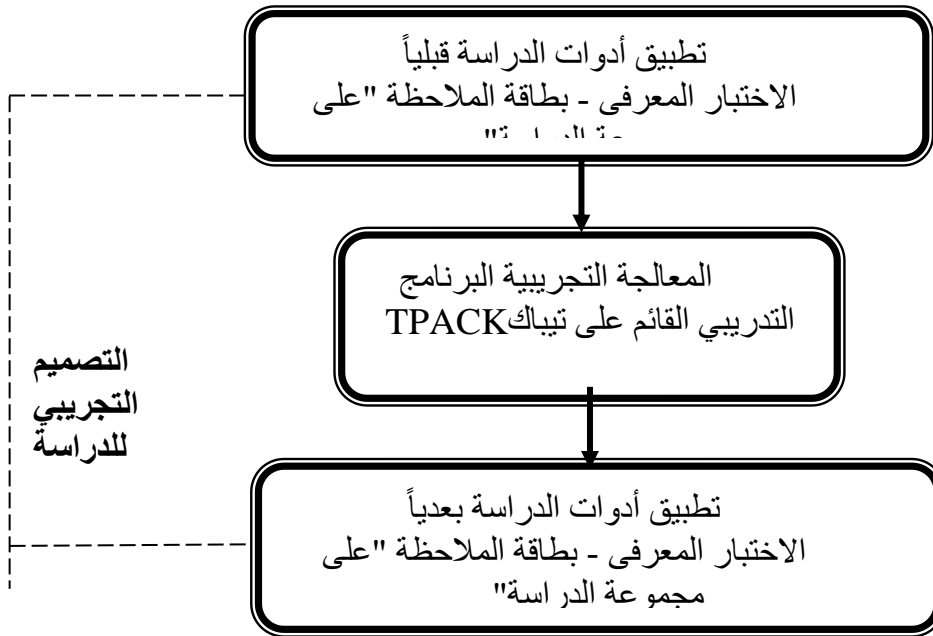 تطبيق أدوات الدراسة قبلياً
الاختبار المعرفى - بطاقة الملاحظة "على
المعالجة التجريبية البرنامج
التدريبي القائم على تيباكTPACK
التصميم
التجريبي
للدراسة
تطبيق أدوات الدراسة بعدياً
الاختبار المعرفى - بطاقة الملاحظة "على
مجموعة الدراسة"